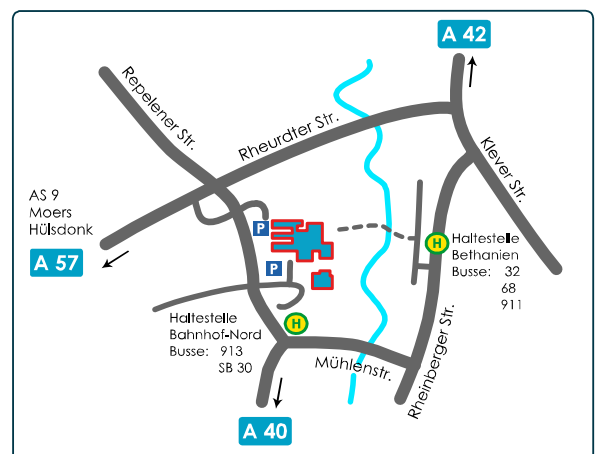 A 42
Repelener Str.
Rheurdter Str.
Klever Str.
AS 9
Moers
Hülsdonk
A 57
P
P
H
Haltestelle
Bethanien
Busse: 32
68
911
Haltestelle
Bahnhof-Nord
Busse: 913
SB 30
H
Mühlenstr.
Rheinberger Str.
A 40